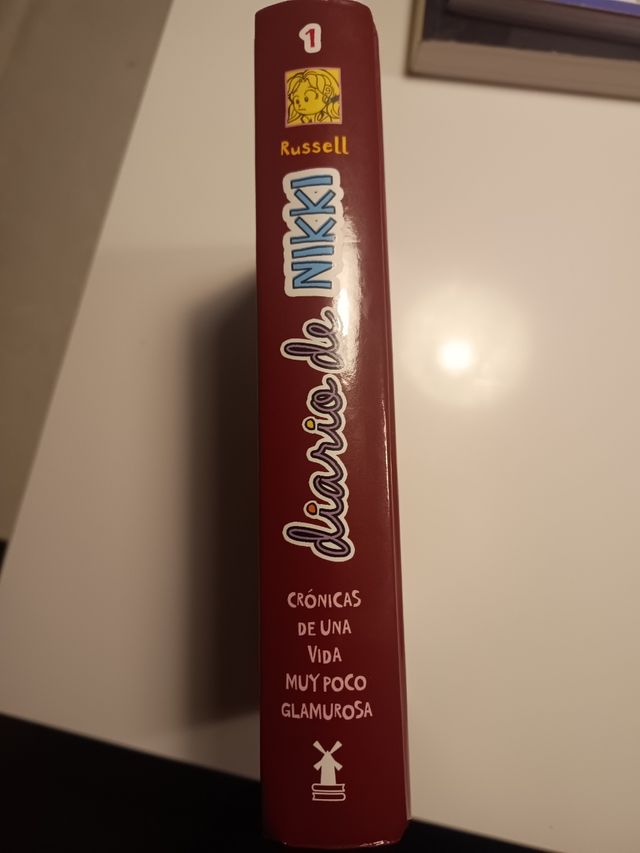 1
Russell
diario de NIKKI
CRÓNICAS
DE UNA
VIDA
MUY POCO
GLAMUROSA